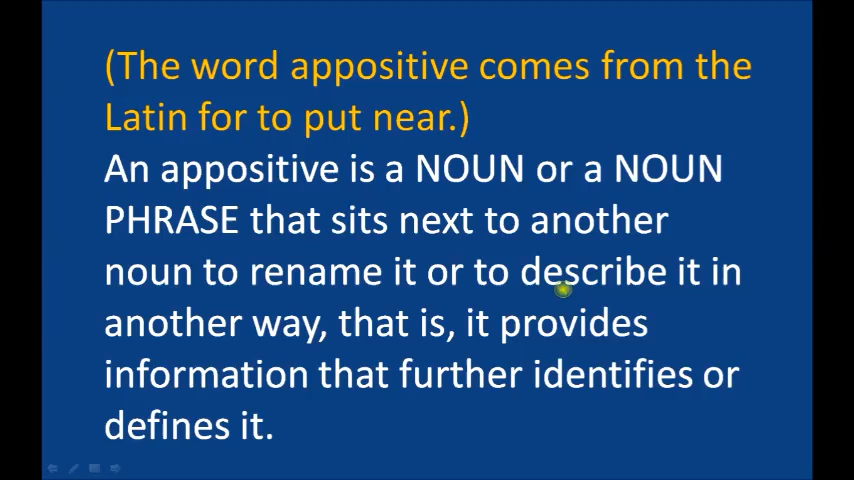 (The word appositive comes from the
Latin for to put near.)
An appositive is a NOUN or a NOUN
PHRASE that sits next to another
noun to rename it or to describe it in
another way, that is, it provides
information that further identifies or
defines it.